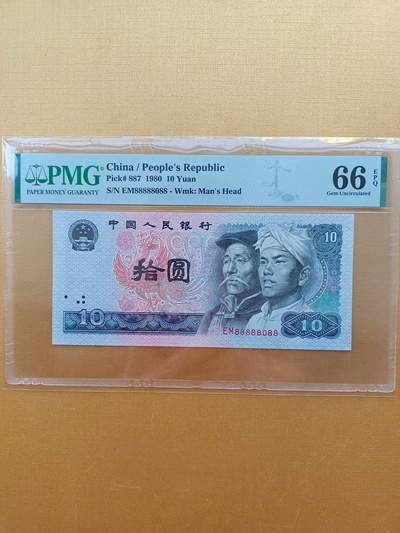 PMG
PAPER MONEY GUARANTY
China / People's Republic
Pick# 887 1980 10 Yuan
S/N EM88888088 - Wmk: Man's Head
66 EPQ
Gem Uncirculated
中国人民银行
10
拾圆
10
EM88888088
10